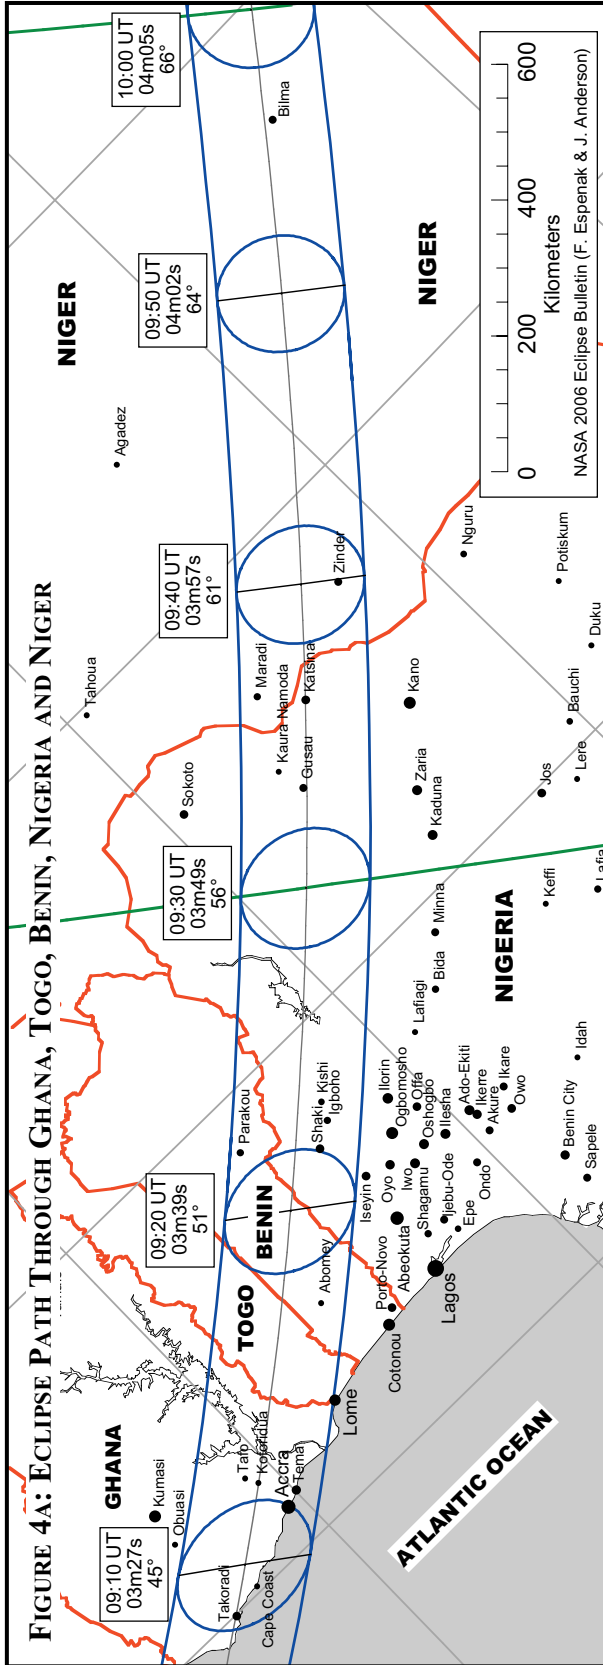 FIGURE 4A: ECLIPSE PATH THROUGH GHANA, TOGO, BENIN, NIGERIA AND NIGER
09:10 UT
03m27s
45°
09:20 UT
03m39s
51°
09:30 UT
03m49s
56°
09:40 UT
03m57s
61°
09:50 UT
04m02s
64°
10:00 UT
04m05s
66°
GHANA
Kumasi
Obuasi
Tafo
Koforidua
Accra
Tema
Takoradi
Cape Coast
TOGO
Lome
BENIN
Parakou
Abomey
Cotonou
Porto-Novo
NIGER
Tahoua
Agadez
Maradi
Zinder
Bilma
NIGER
Sokoto
Kaura-Namoda
Gusau
Katsina
Kano
Zaria
Kaduna
Nguru
Potiskum
Duku
Bauchi
Lere
Jos
Keffi
Lafia
Minna
Bida
Lafiagi
NIGERIA
Shaki
Kishi
Igboho
Iseyin
Ilorin
Ogbomosho
Offa
Oshogbo
Ilesha
Ado-Ekiti
Ikerre
Akure
Ikare
Owo
Oyo
Iwo
Abeokuta
Shagamu
Ijebu-Ode
Epe
Ondo
Lagos
Benin City
Sapele
Idah
ATLANTIC OCEAN
0 200 400 600
Kilometers
NASA 2006 Eclipse Bulletin (F. Espenak & J. Anderson)